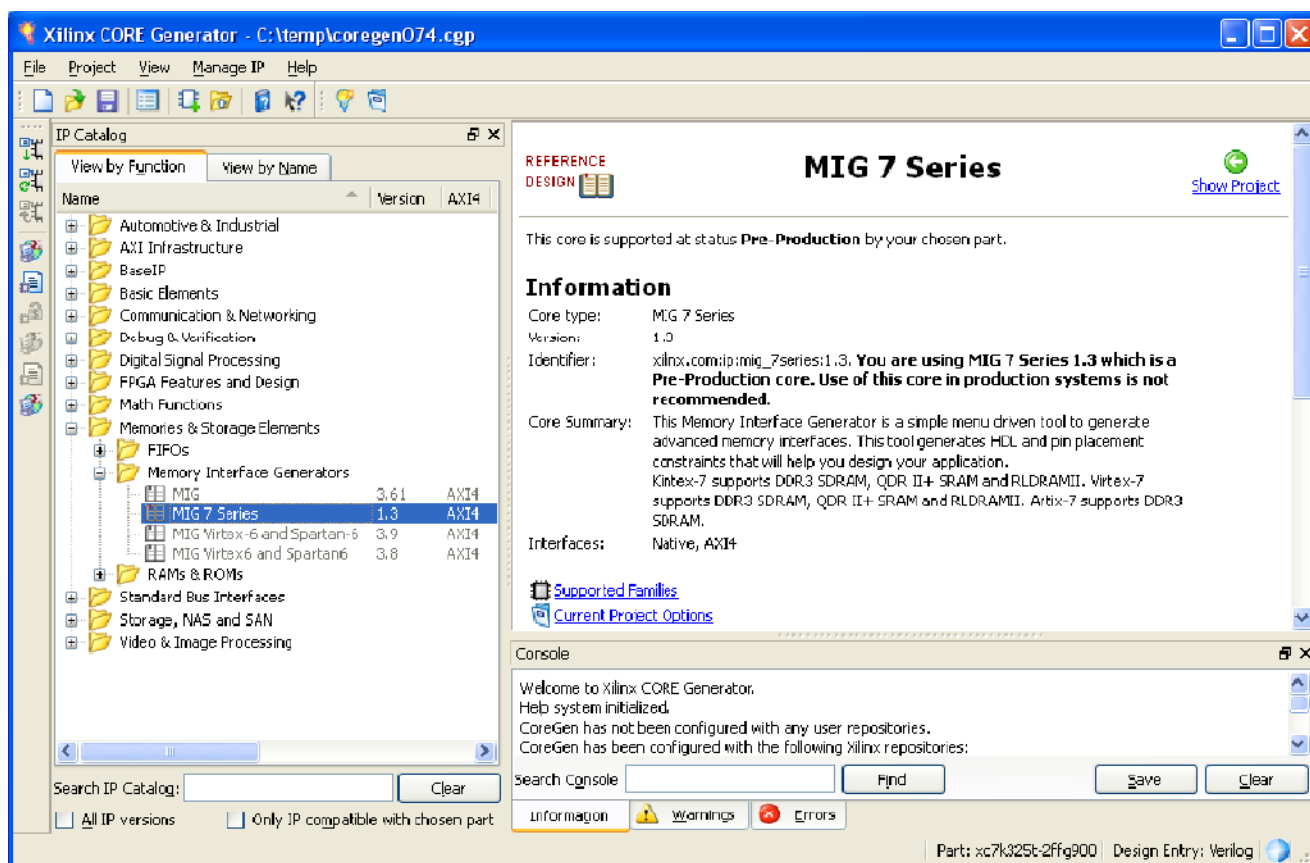 Xilinx CORE Generator - C:\temp\coregen074.cgp
File Project View Manage IP Help
IP Catalog
View by Function View by Name
Name Version AXI4
Automotive & Industrial
AXI Infrastructure
BaseIP
Basic Elements
Communication & Networking
Debug & Verification
Digital Signal Processing
FPGA Features and Design
Math Functions
Memories & Storage Elements
FIFOs
Memory Interface Generators
MIG 3.61 AXI4
MIG 7 Series 1.3 AXI4
MIG Virtex-6 and Spartan-6 3.9 AXI4
MIG Virtex6 and Spartan6 3.8 AXI4
RAMs & ROMs
Standard Bus Interfaces
Storage, NAS and SAN
Video & Image Processing
Search IP Catalog: Clear
All IP versions Only IP compatible with chosen part
REFERENCE
DESIGN
MIG 7 Series
Show Project
This core is supported at status Pre-Production by your chosen part.
Information
Core type: MIG 7 Series
Version: 1.3
Identifier: xilinx.com:ip:mig_7series:1.3. You are using MIG 7 Series 1.3 which is a
Pre-Production core. Use of this core in production systems is not
recommended.
Core Summary: This Memory Interface Generator is a simple menu driven tool to generate
advanced memory interfaces. This tool generates HDL and pin placement
constraints that will help you design your application.
Kintex-7 supports DDR3 SDRAM, QDR II+ SRAM and RLDRAMII. Virtex-7
supports DDR3 SDRAM, QDR II+ SRAM and RLDRAMII. Artix-7 supports DDR3
SDRAM.
Interfaces: Native, AXI4
Supported Families
Current Project Options
Console
Welcome to Xilinx CORE Generator.
Help system initialized.
CoreGen has not been configured with any user repositories.
CoreGen has been configured with the following Xilinx repositories:
Search Console Find Save Clear
Information Warnings Errors
Part: xc7k325t-2ffg900 Design Entry: Verilog